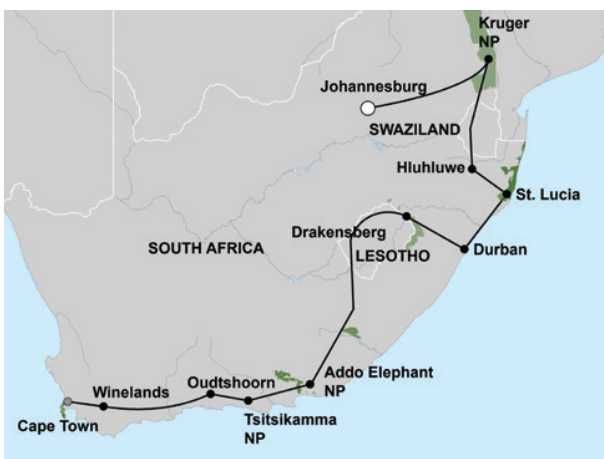 Kruger
NP
Johannesburg
SWAZILAND
Hluhluwe
St. Lucia
Drakensberg
SOUTH AFRICA
LESOTHO
Durban
Addo Elephant
NP
Oudtshoorn
Winelands
Tsitsikamma
NP
Cape Town